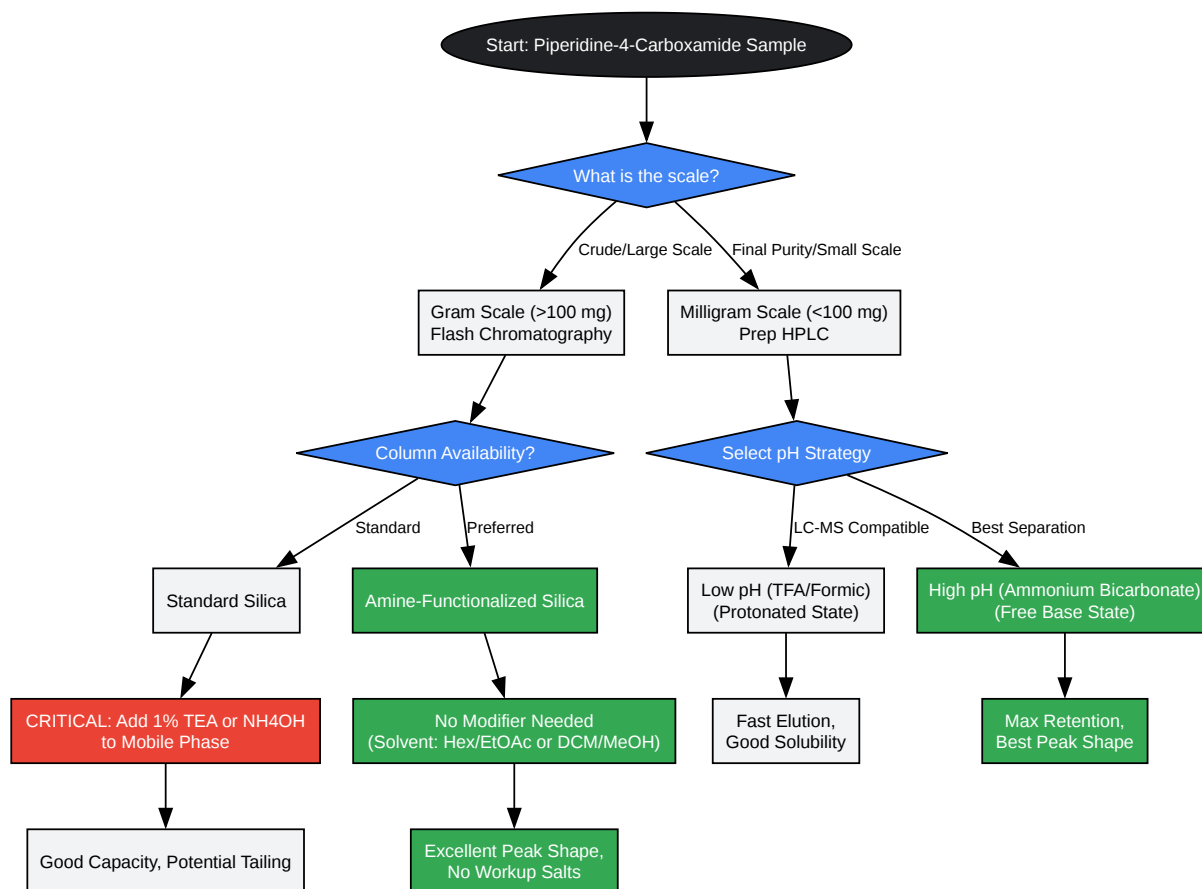 Start: Piperidine-4-Carboxamide Sample
What is the scale?
Crude/Large Scale
Final Purity/Small Scale
Gram Scale (>100 mg)
Flash Chromatography
Milligram Scale (<100 mg)
Prep HPLC
Column Availability?
Select pH Strategy
Standard
Preferred
LC-MS Compatible
Best Separation
Standard Silica
Amine-Functionalized Silica
Low pH (TFA/Formic)
(Protonated State)
High pH (Ammonium Bicarbonate)
(Free Base State)
CRITICAL: Add 1% TEA or NH4OH
to Mobile Phase
No Modifier Needed
(Solvent: Hex/EtOAc or DCM/MeOH)
Fast Elution,
Good Solubility
Max Retention,
Best Peak Shape
Good Capacity, Potential Tailing
Excellent Peak Shape,
No Workup Salts